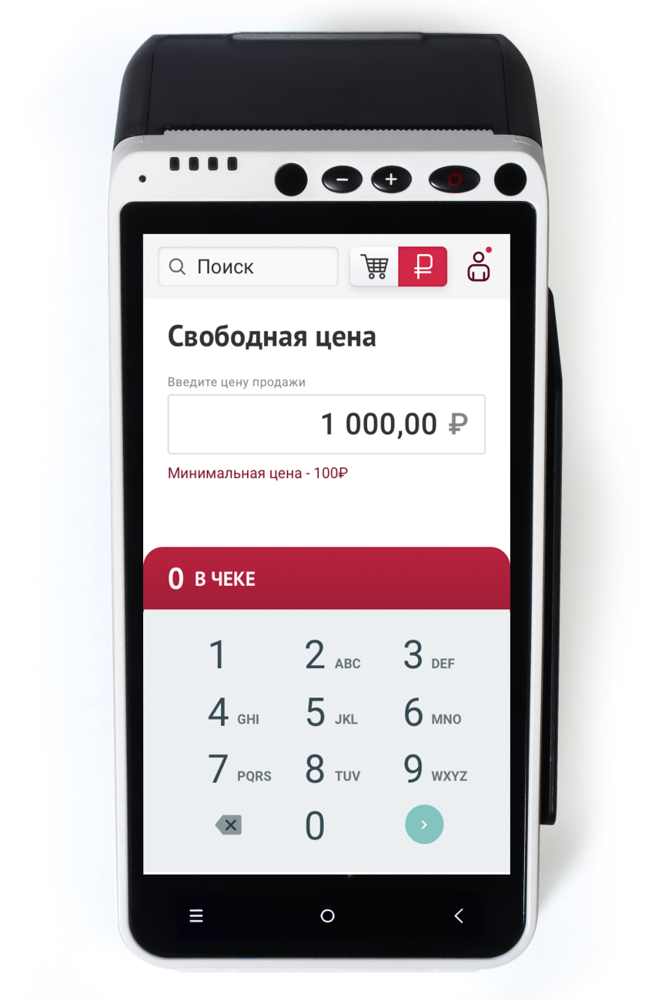 Поиск
Свободная цена
Введите цену продажи
1 000,00 ₽
Минимальная цена - 100₽
0 В ЧЕКЕ
1 2 ABC 3 DEF
4 GHI 5 JKL 6 MNO
7 PQRS 8 TUV 9 WXYZ
0